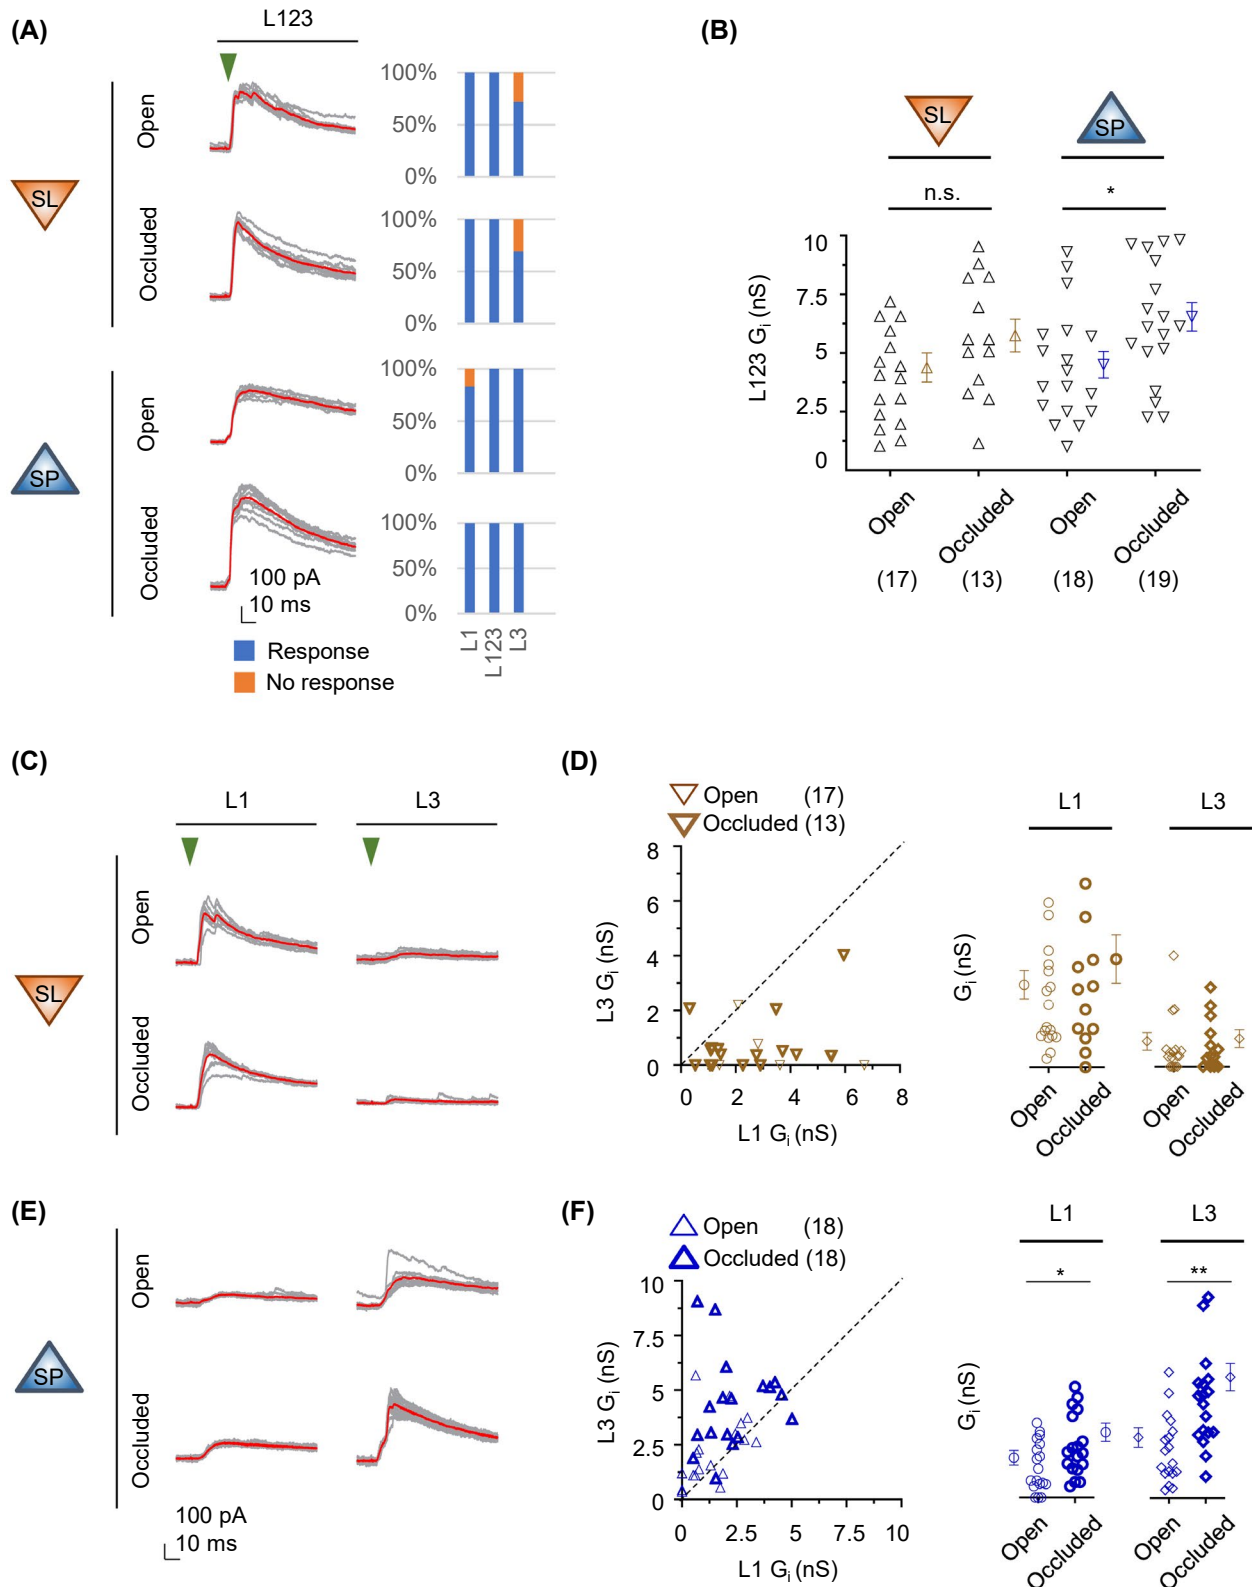 (A)
L123
SL
Open
100%
50%
0%
Occluded
100%
50%
0%
SP
Open
100%
50%
0%
Occluded
100%
50%
0%
100 pA
10 ms
L1
L123
L3
Response
No response
(B)
SL
SP
n.s.
*
L123 Gi (nS)
10
7.5
5
2.5
0
Open
Occluded
Open
Occluded
(17)
(13)
(18)
(19)
(C)
L1
L3
SL
Open
Occluded
(D)
Open (17)
Occluded (13)
L3 Gi (nS)
8
6
4
2
0
0 2 4 6 8
L1 Gi (nS)
L1
L3
Gi (nS)
Open
Occluded
Open
Occluded
(E)
SP
Open
Occluded
100 pA
10 ms
(F)
Open (18)
Occluded (18)
L3 Gi (nS)
10
7.5
5
2.5
0
0 2.5 5 7.5 10
L1 Gi (nS)
L1
L3
*
**
Gi (nS)
Open
Occluded
Open
Occluded